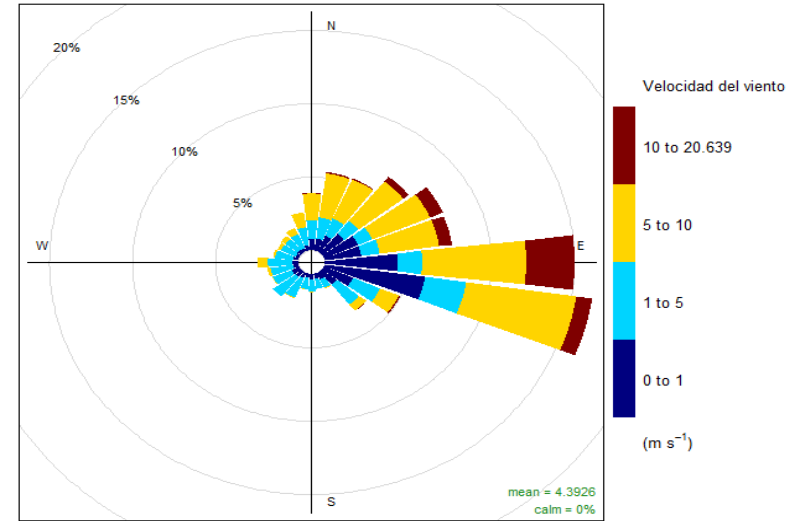 N
20%
15%
10%
5%
W
E
S
mean = 4.3926
calm = 0%
Velocidad del viento
10 to 20.639
5 to 10
1 to 5
0 to 1
(m s⁻¹)